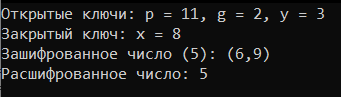 Открытые ключи: p = 11, g = 2, y = 3
Закрытый ключ: x = 8
Зашифрованное число (5): (6,9)
Расшифрованное число: 5